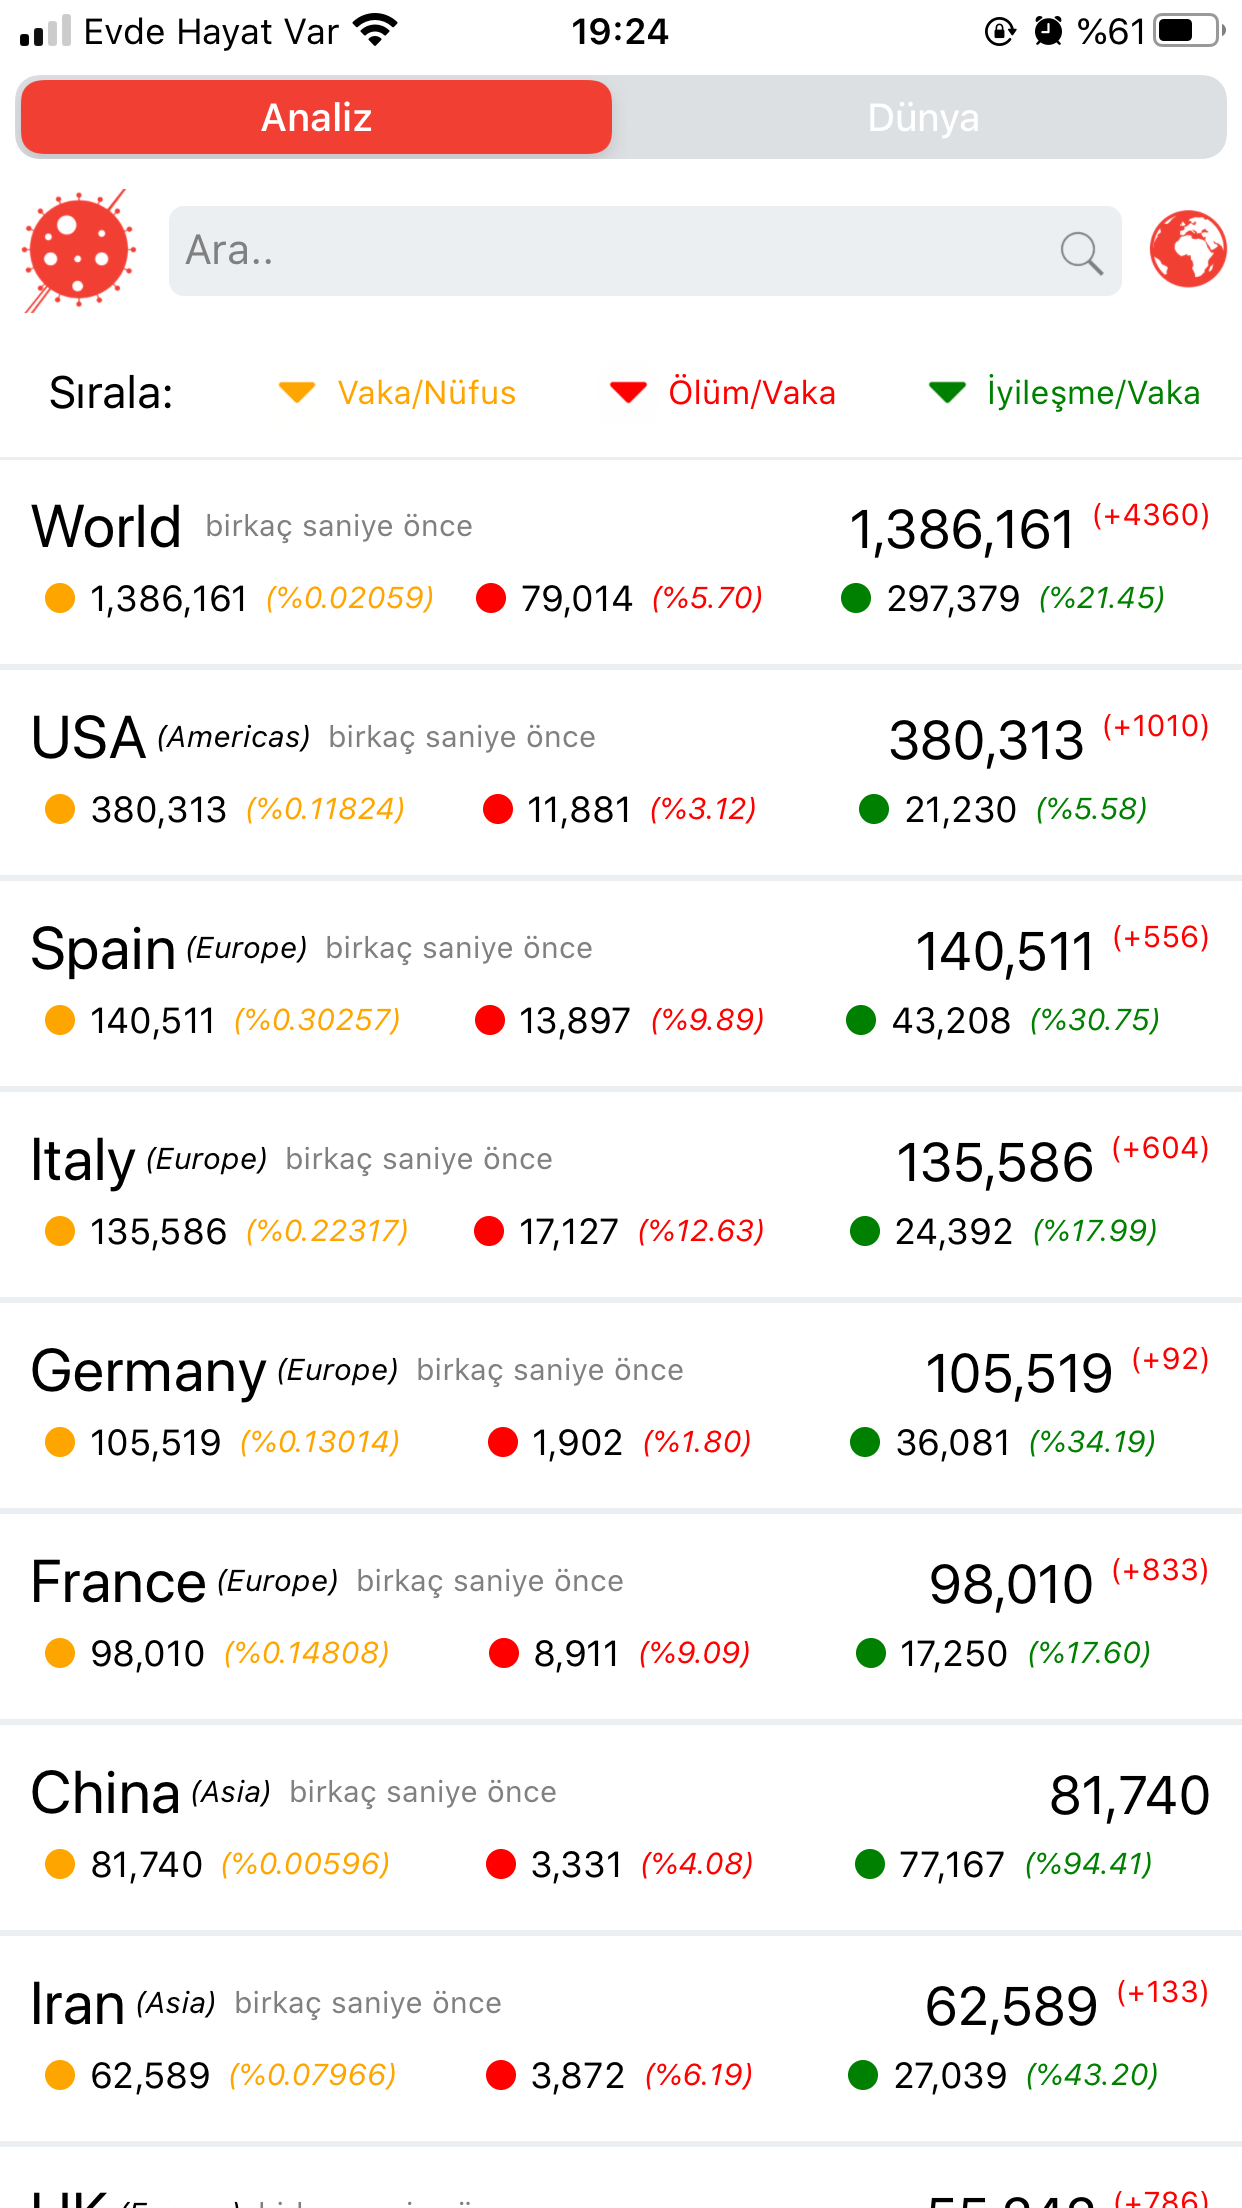 Evde Hayat Var 19:24 %61
Analiz Dünya
Ara..
Sırala: Vaka/Nüfus Ölüm/Vaka İyileşme/Vaka
World birkaç saniye önce 1,386,161 (+4360)
1,386,161 (%0.02059) 79,014 (%5.70) 297,379 (%21.45)
USA (Americas) birkaç saniye önce 380,313 (+1010)
380,313 (%0.11824) 11,881 (%3.12) 21,230 (%5.58)
Spain (Europe) birkaç saniye önce 140,511 (+556)
140,511 (%0.30257) 13,897 (%9.89) 43,208 (%30.75)
Italy (Europe) birkaç saniye önce 135,586 (+604)
135,586 (%0.22317) 17,127 (%12.63) 24,392 (%17.99)
Germany (Europe) birkaç saniye önce 105,519 (+92)
105,519 (%0.13014) 1,902 (%1.80) 36,081 (%34.19)
France (Europe) birkaç saniye önce 98,010 (+833)
98,010 (%0.14808) 8,911 (%9.09) 17,250 (%17.60)
China (Asia) birkaç saniye önce 81,740
81,740 (%0.00596) 3,331 (%4.08) 77,167 (%94.41)
Iran (Asia) birkaç saniye önce 62,589 (+133)
62,589 (%0.07966) 3,872 (%6.19) 27,039 (%43.20)
UK (+786)